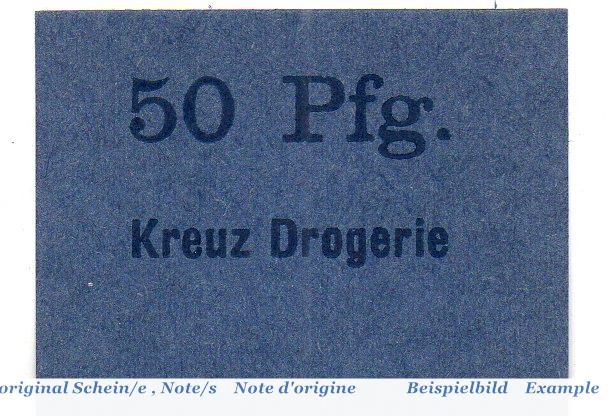 50 Pfg.
Kreuz Drogerie
original Schein/e , Note/s Note d'origine Beispielbild Example